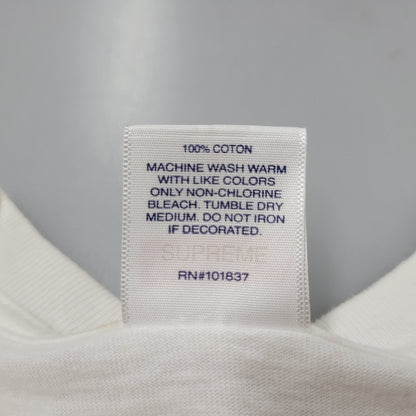 100% COTON
MACHINE WASH WARM
WITH LIKE COLORS
ONLY NON-CHLORINE
BLEACH. TUMBLE DRY
MEDIUM. DO NOT IRON
IF DECORATED.
SUPREME
RN#101837